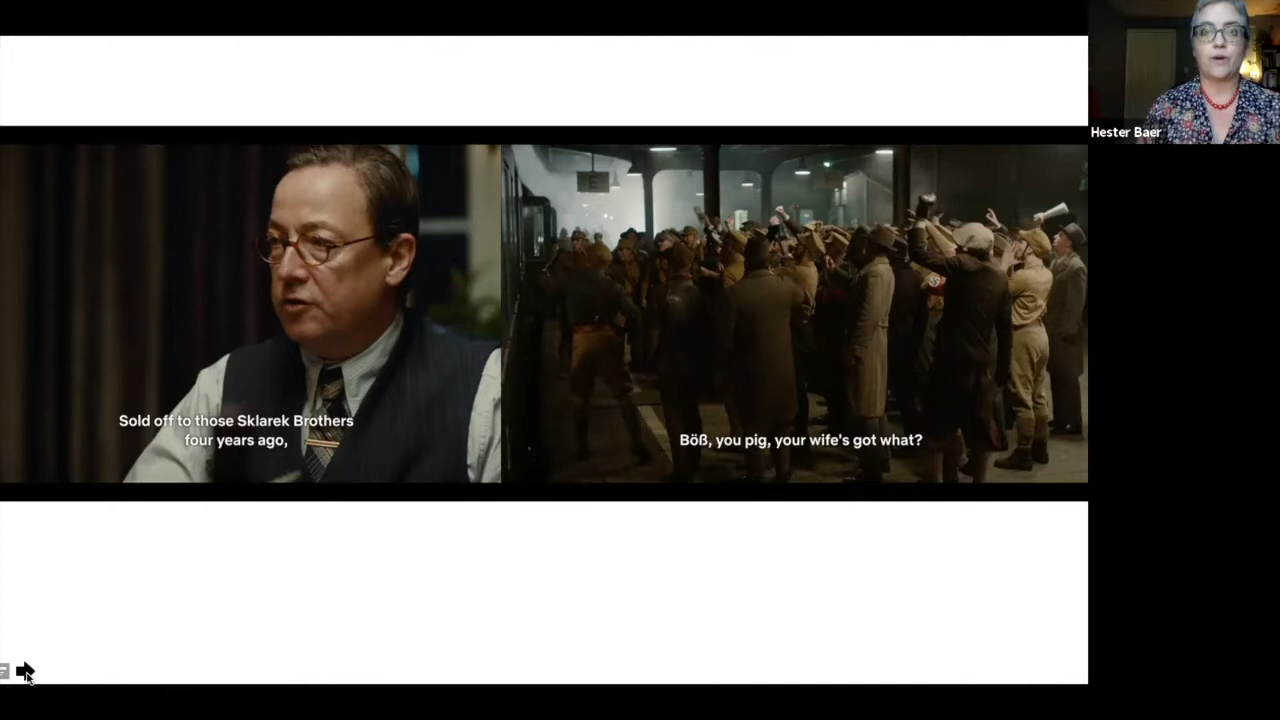 Hester Baer
Sold off to those Sklarek Brothers
four years ago,
Böß, you pig, your wife's got what?